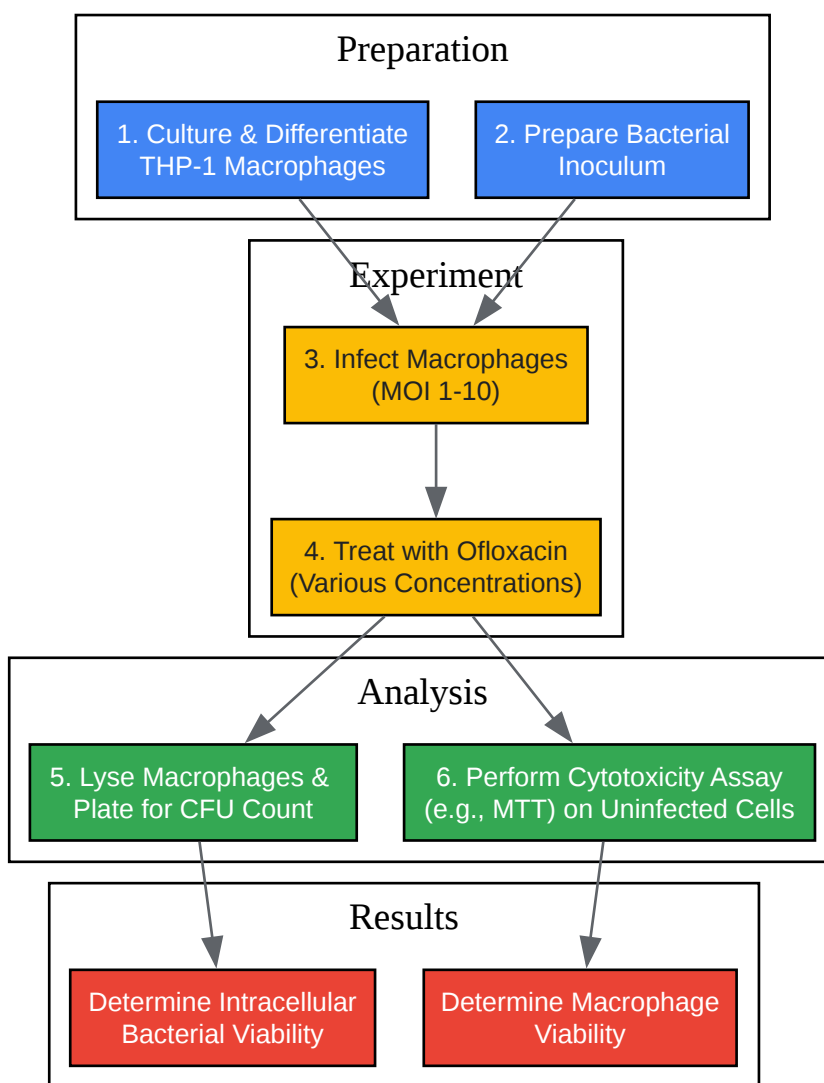 Preparation
1. Culture & Differentiate
THP-1 Macrophages
2. Prepare Bacterial
Inoculum
Experiment
3. Infect Macrophages
(MOI 1-10)
4. Treat with Ofloxacin
(Various Concentrations)
Analysis
5. Lyse Macrophages &
Plate for CFU Count
6. Perform Cytotoxicity Assay
(e.g., MTT) on Uninfected Cells
Results
Determine Intracellular
Bacterial Viability
Determine Macrophage
Viability